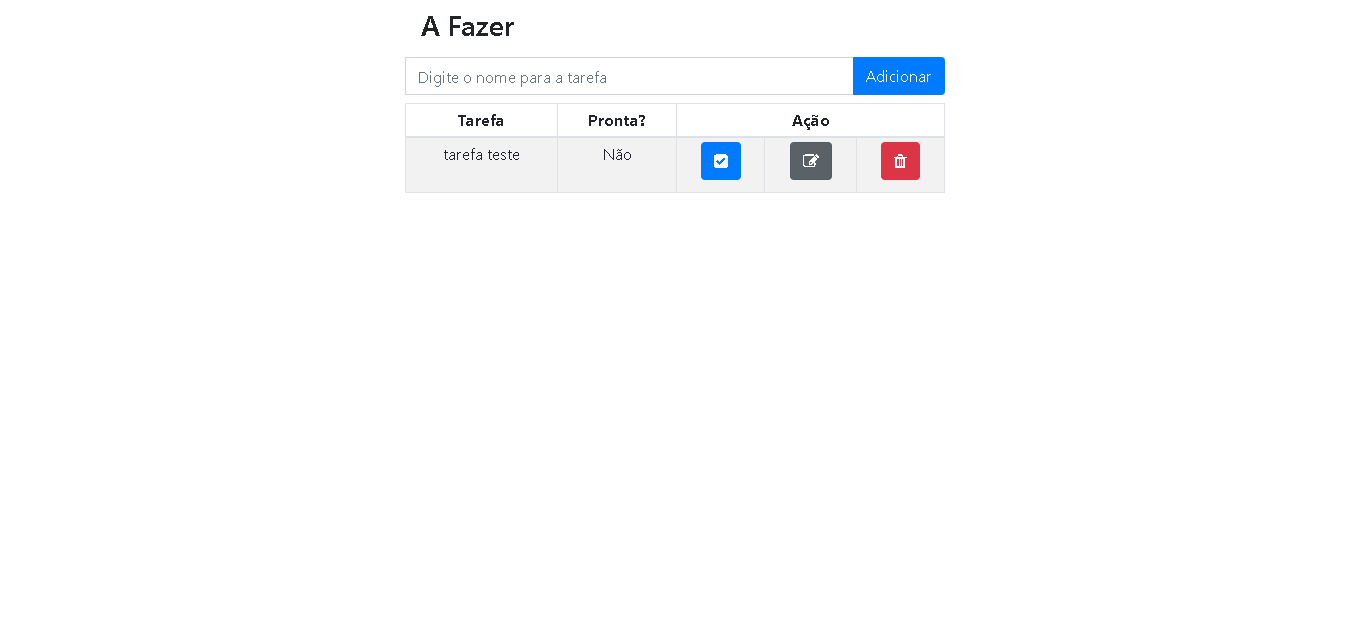 A Fazer
Digite o nome para a tarefa Adicionar
Tarefa Pronta? Ação
tarefa teste Não